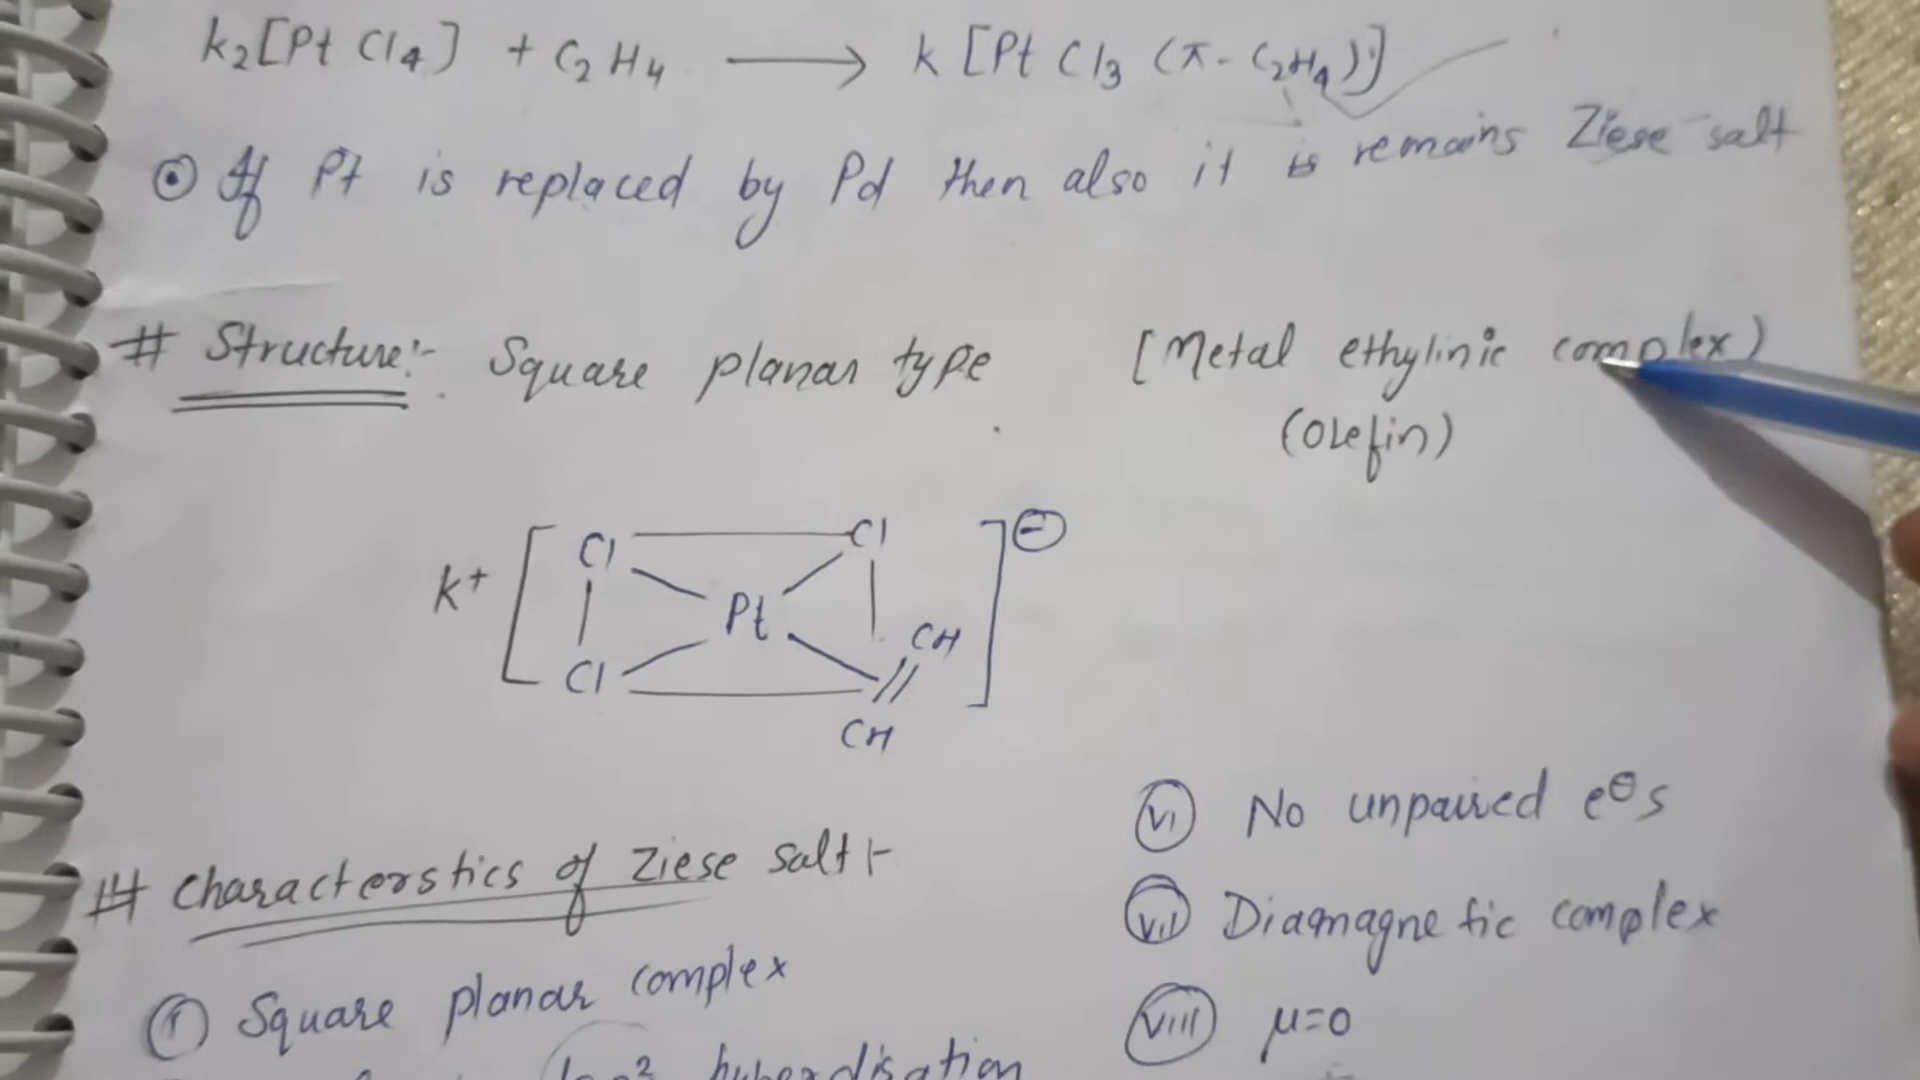 k2[Pt Cl4] + C2H4 ⟶ k [Pt Cl3 (π- C2H4)]
⊙ If Pt is replaced by Pd then also it remains Ziese salt
# Structure:- Square planar type [Metal ethylinic complex)
(Olefin)
Cl Cl ⊖
k+ [ Pt ]
CH
Cl
CH
# Characterstics of Ziese salt :-
(VI) No unpaired e⊖s
(VII) Diamagnetic complex
(I) Square planar complex
(VIII) μ=0
hyberdisation